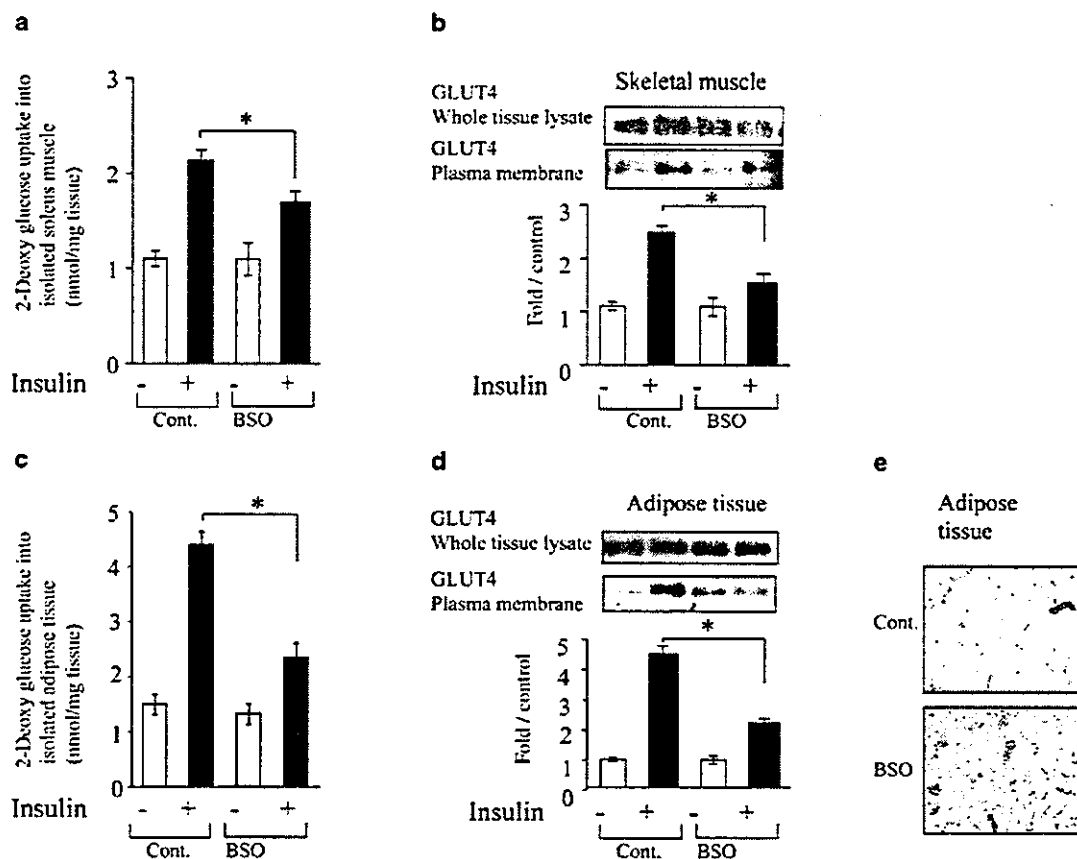 a
2-Deoxy glucose uptake into
isolated soleus muscle
(nmol/mg tissue)
3
2
1
0
*
Insulin
- + - +
Cont. BSO
b
Skeletal muscle
GLUT4
Whole tissue lysate
GLUT4
Plasma membrane
Fold / control
3
2
1
0
*
Insulin
- + - +
Cont. BSO
c
2-Deoxy glucose uptake into
isolated adipose tissue
(nmol/mg tissue)
5
4
3
2
1
0
*
Insulin
- + - +
Cont. BSO
d
Adipose tissue
GLUT4
Whole tissue lysate
GLUT4
Plasma membrane
Fold / control
5
4
3
2
1
0
*
Insulin
- + - +
Cont. BSO
e
Adipose
tissue
Cont.
BSO